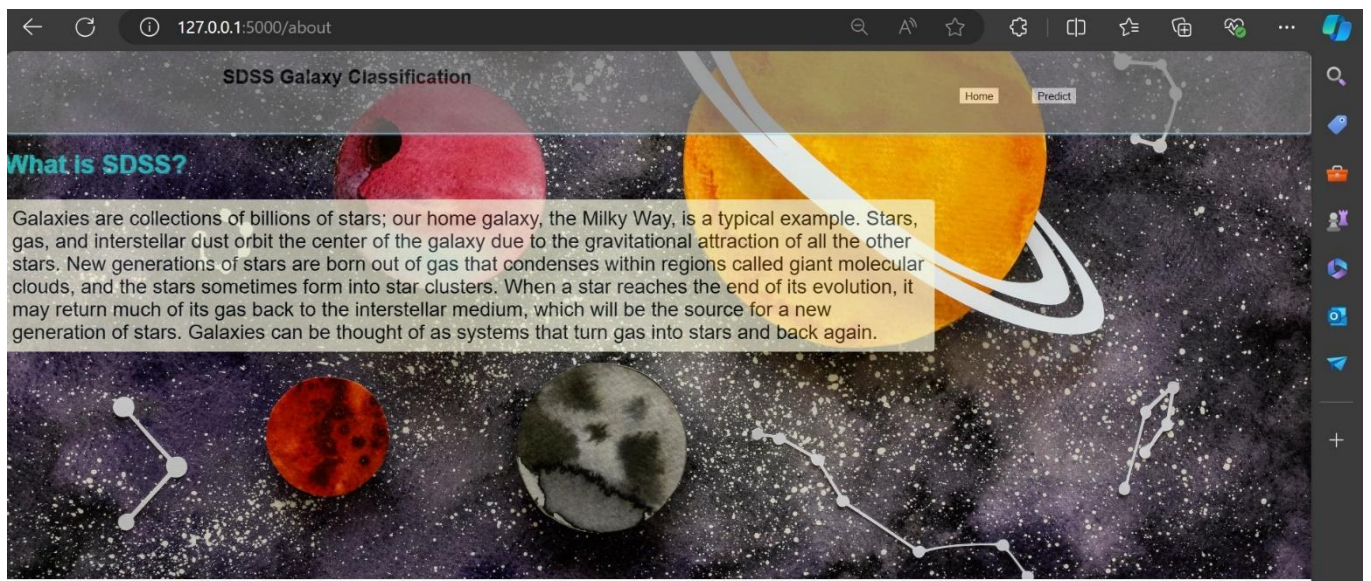 127.0.0.1:5000/about
SDSS Galaxy Classification
Home Predict
What is SDSS?
Galaxies are collections of billions of stars; our home galaxy, the Milky Way, is a typical example. Stars,
gas, and interstellar dust orbit the center of the galaxy due to the gravitational attraction of all the other
stars. New generations of stars are born out of gas that condenses within regions called giant molecular
clouds, and the stars sometimes form into star clusters. When a star reaches the end of its evolution, it
may return much of its gas back to the interstellar medium, which will be the source for a new
generation of stars. Galaxies can be thought of as systems that turn gas into stars and back again.